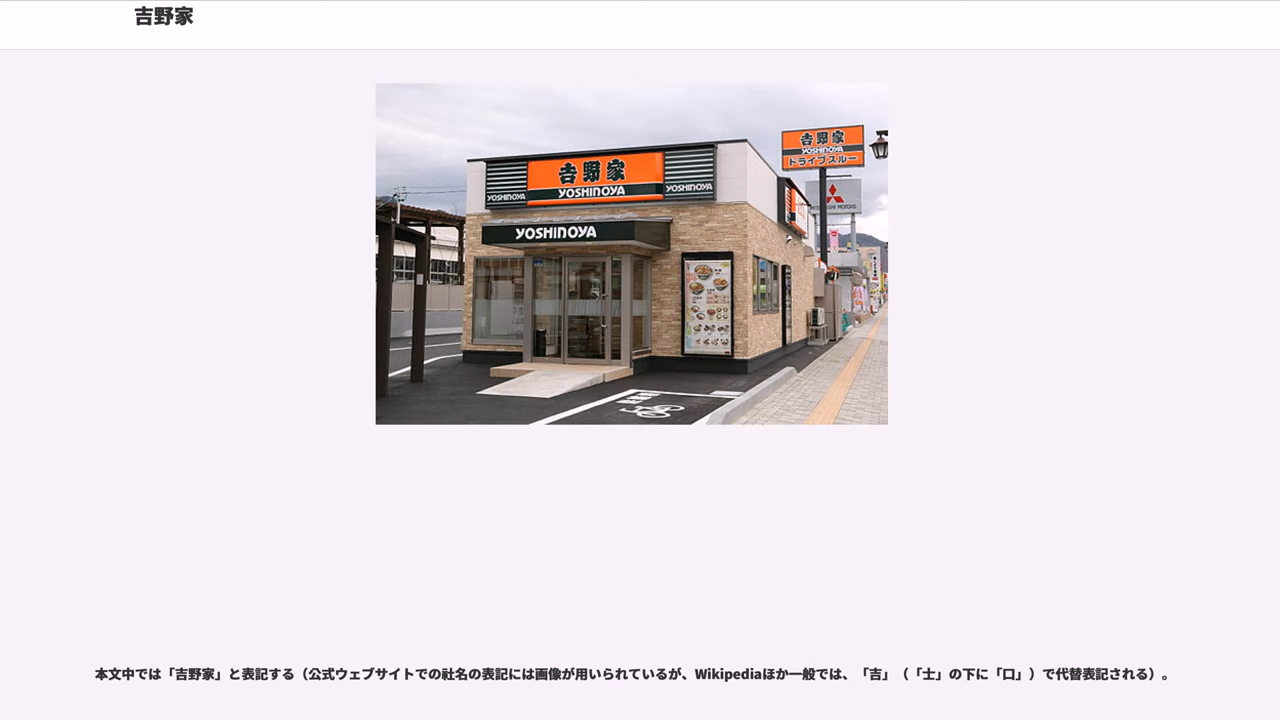 吉野家
𠮷野家
YOSHINOYA
YOSHINOYA
YOSHINOYA
YOSHINOYA
𠮷野家
YOSHINOYA
ドライブスルー
MITSUBISHI MOTORS
本文中では「吉野家」と表記する（公式ウェブサイトでの社名の表記には画像が用いられているが、Wikipediaほか一般では、「吉」（「士」の下に「口」）で代替表記される）。